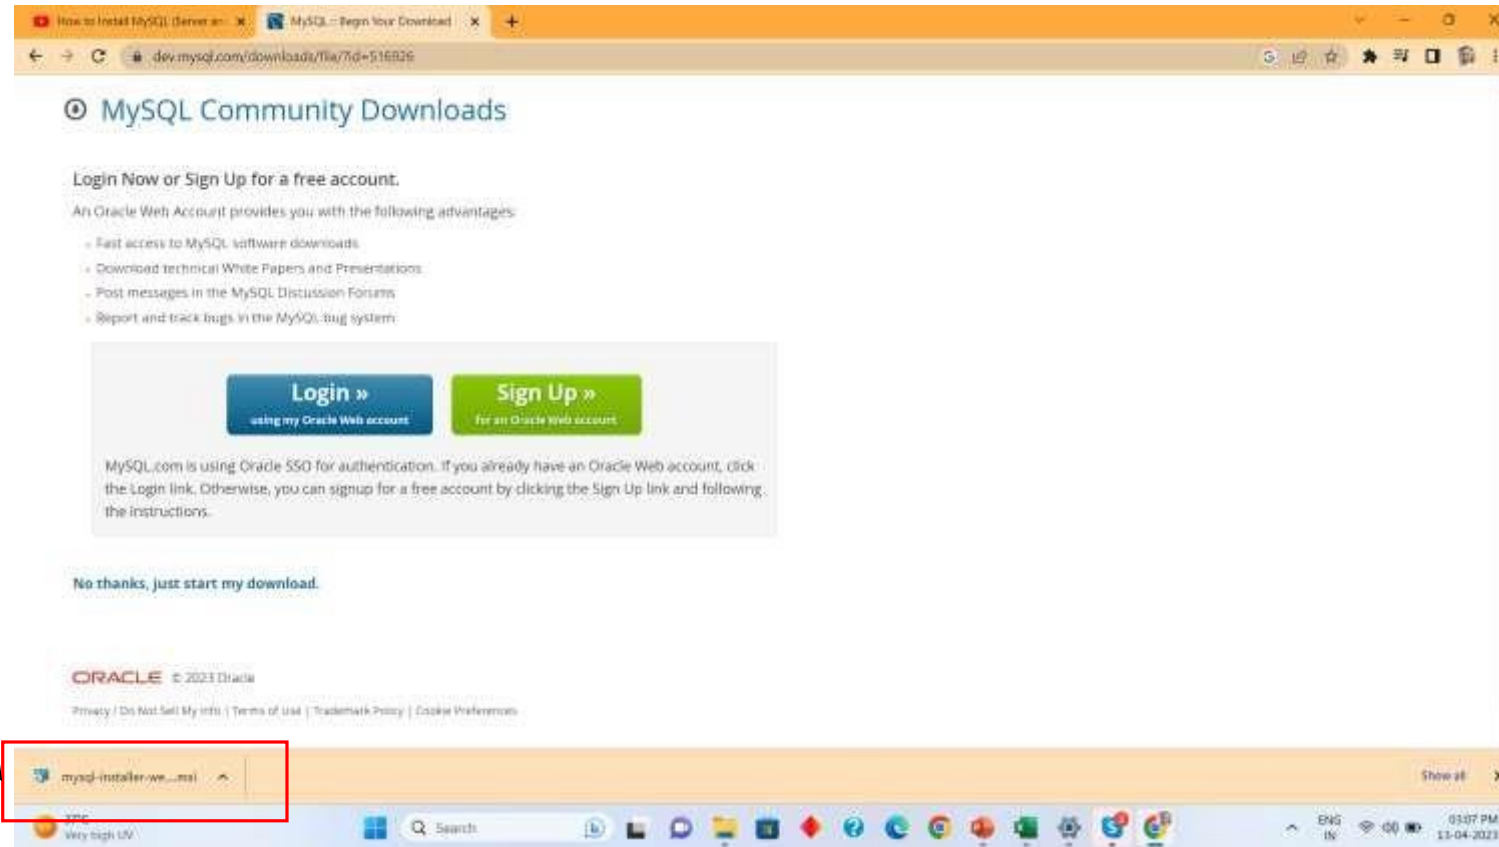 How to Install MySQL (Server an
MySQL :: Begin Your Download
dev.mysql.com/downloads/file/?id=516926
MySQL Community Downloads
Login Now or Sign Up for a free account.
An Oracle Web Account provides you with the following advantages:
Fast access to MySQL software downloads
Download technical White Papers and Presentations
Post messages in the MySQL Discussion Forums
Report and track bugs in the MySQL bug system
Login »
using my Oracle Web account
Sign Up »
for an Oracle Web account
MySQL.com is using Oracle SSO for authentication. If you already have an Oracle Web account, click
the Login link. Otherwise, you can signup for a free account by clicking the Sign Up link and following
the instructions.
No thanks, just start my download.
ORACLE © 2023 Oracle
Privacy / Do Not Sell My Info | Terms of Use | Trademark Policy | Cookie Preferences
mysql-installer-we....msi
Show all
Very high UV
Search
ENG
IN
03:07 PM
13-04-2023